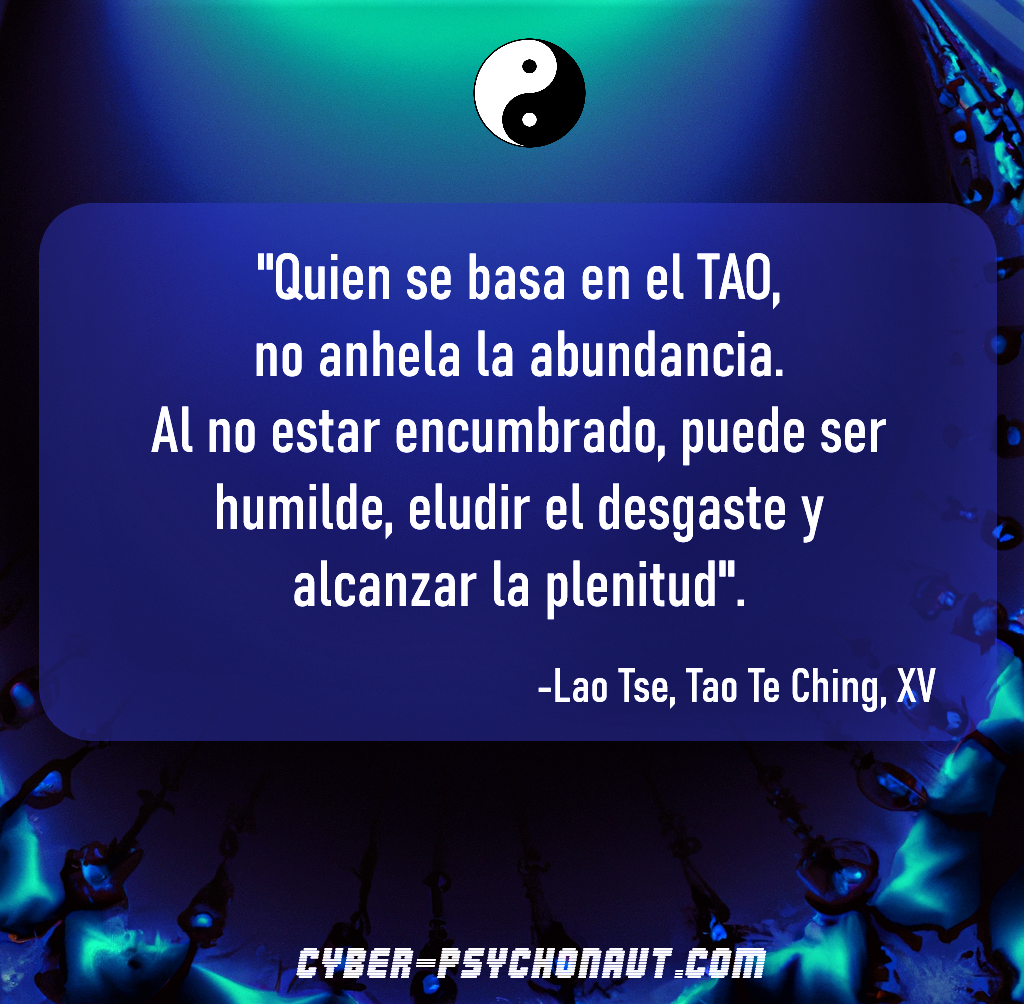 "Quien se basa en el TAO,
no anhela la abundancia.
Al no estar encumbrado, puede ser
humilde, eludir el desgaste y
alcanzar la plenitud".
-Lao Tse, Tao Te Ching, XV
CYBER-PSYCHONAUT.COM